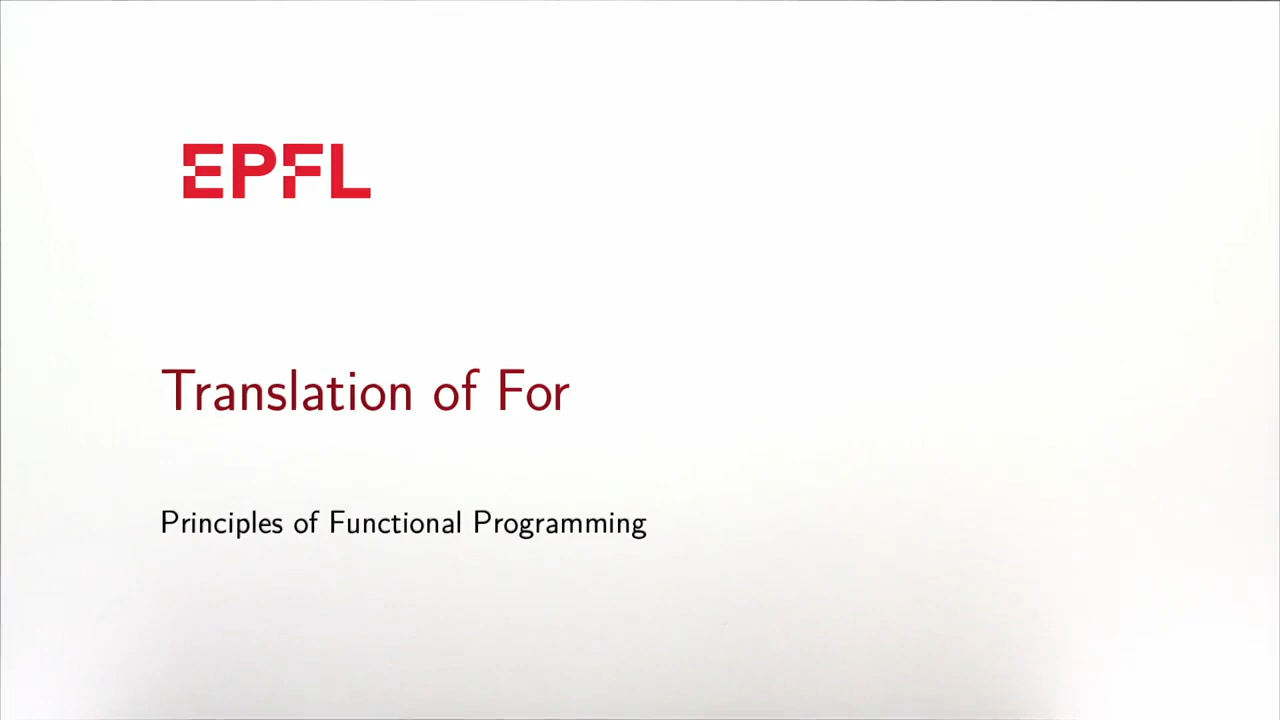 EPFL
Translation of For
Principles of Functional Programming